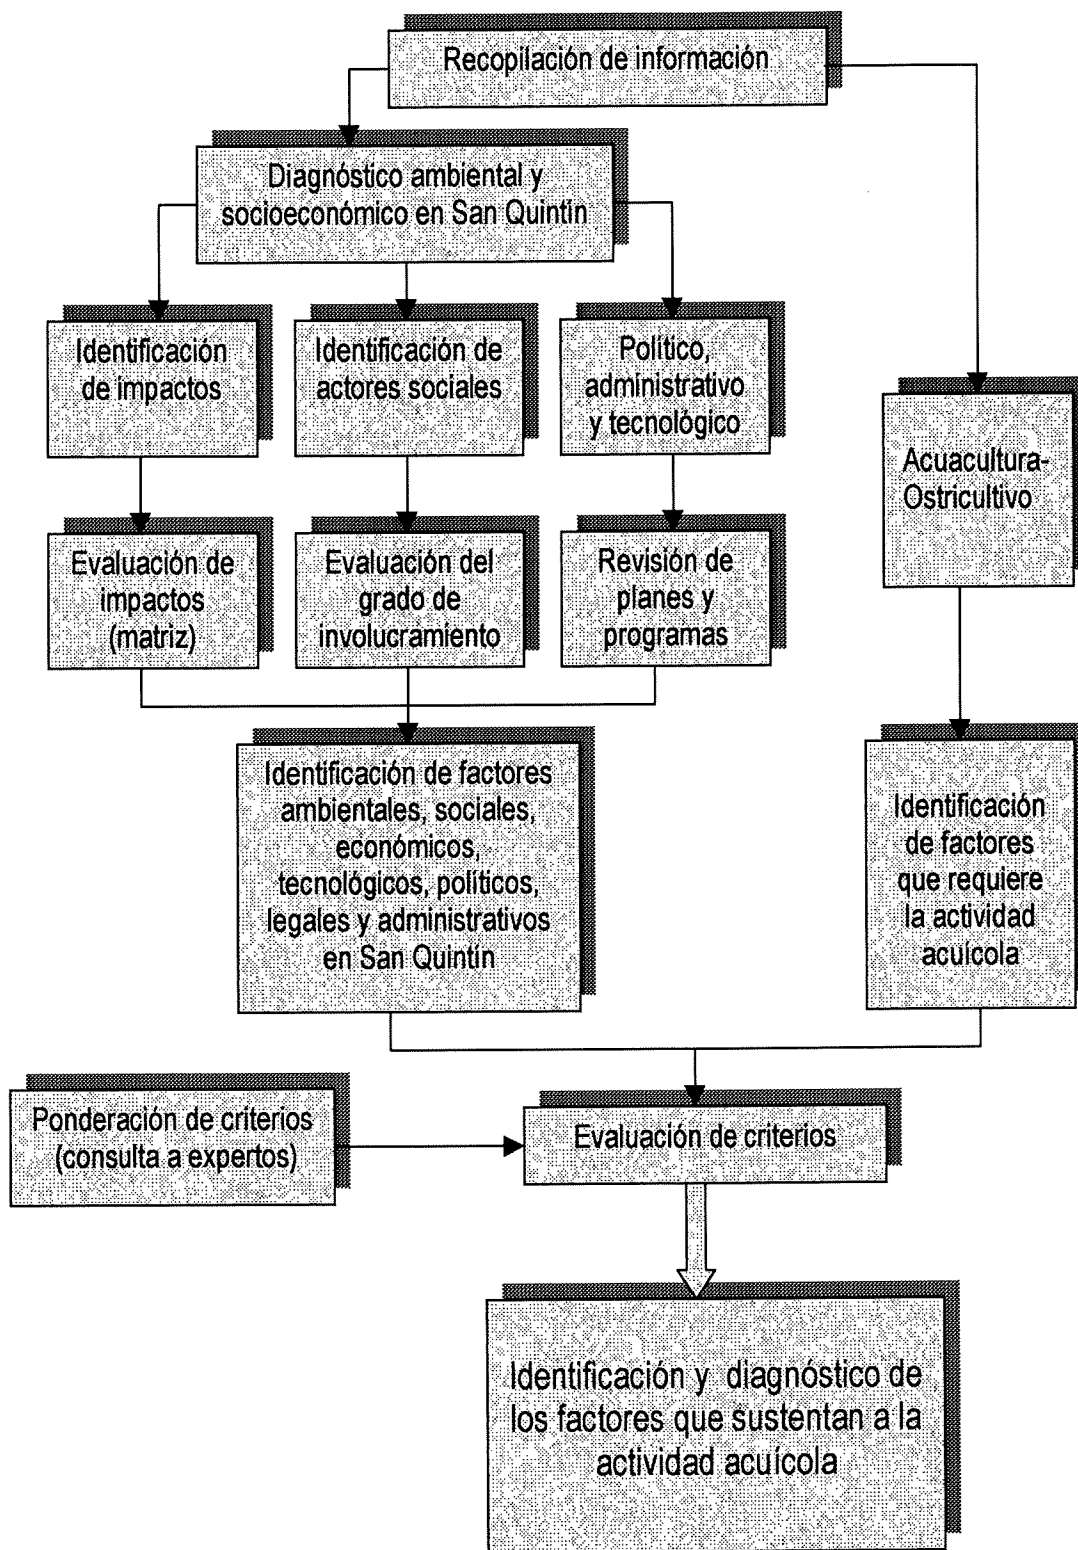 Recopilación de información
Diagnóstico ambiental y
socioeconómico en San Quintín
Identificación
de impactos
Identificación de
actores sociales
Político,
administrativo
y tecnológico
Acuacultura-
Ostricultivo
Evaluación de
impactos
(matriz)
Evaluación del
grado de
involucramiento
Revisión de
planes y
programas
Identificación de factores
ambientales, sociales,
económicos,
tecnológicos, políticos,
legales y administrativos
en San Quintín
Identificación
de factores
que requiere
la actividad
acuícola
Ponderación de criterios
(consulta a expertos)
Evaluación de criterios
Identificación y diagnóstico de
los factores que sustentan a la
actividad acuícola